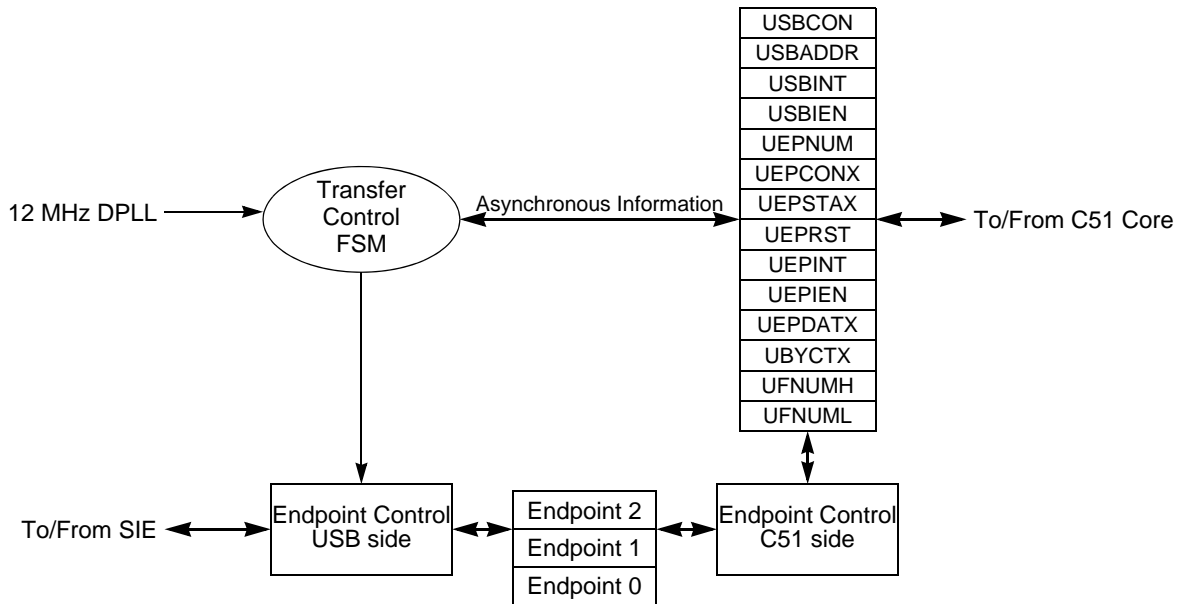 USBCON
USBADDR
USBINT
USBIEN
UEPNUM
UEPCONX
UEPSTAX
UEPRST
UEPINT
UEPIEN
UEPDATX
UBYCTX
UFNUMH
UFNUML
12 MHz DPLL
Transfer
Control
FSM
Asynchronous Information
To/From C51 Core
To/From SIE
Endpoint Control
USB side
Endpoint 2
Endpoint 1
Endpoint 0
Endpoint Control
C51 side